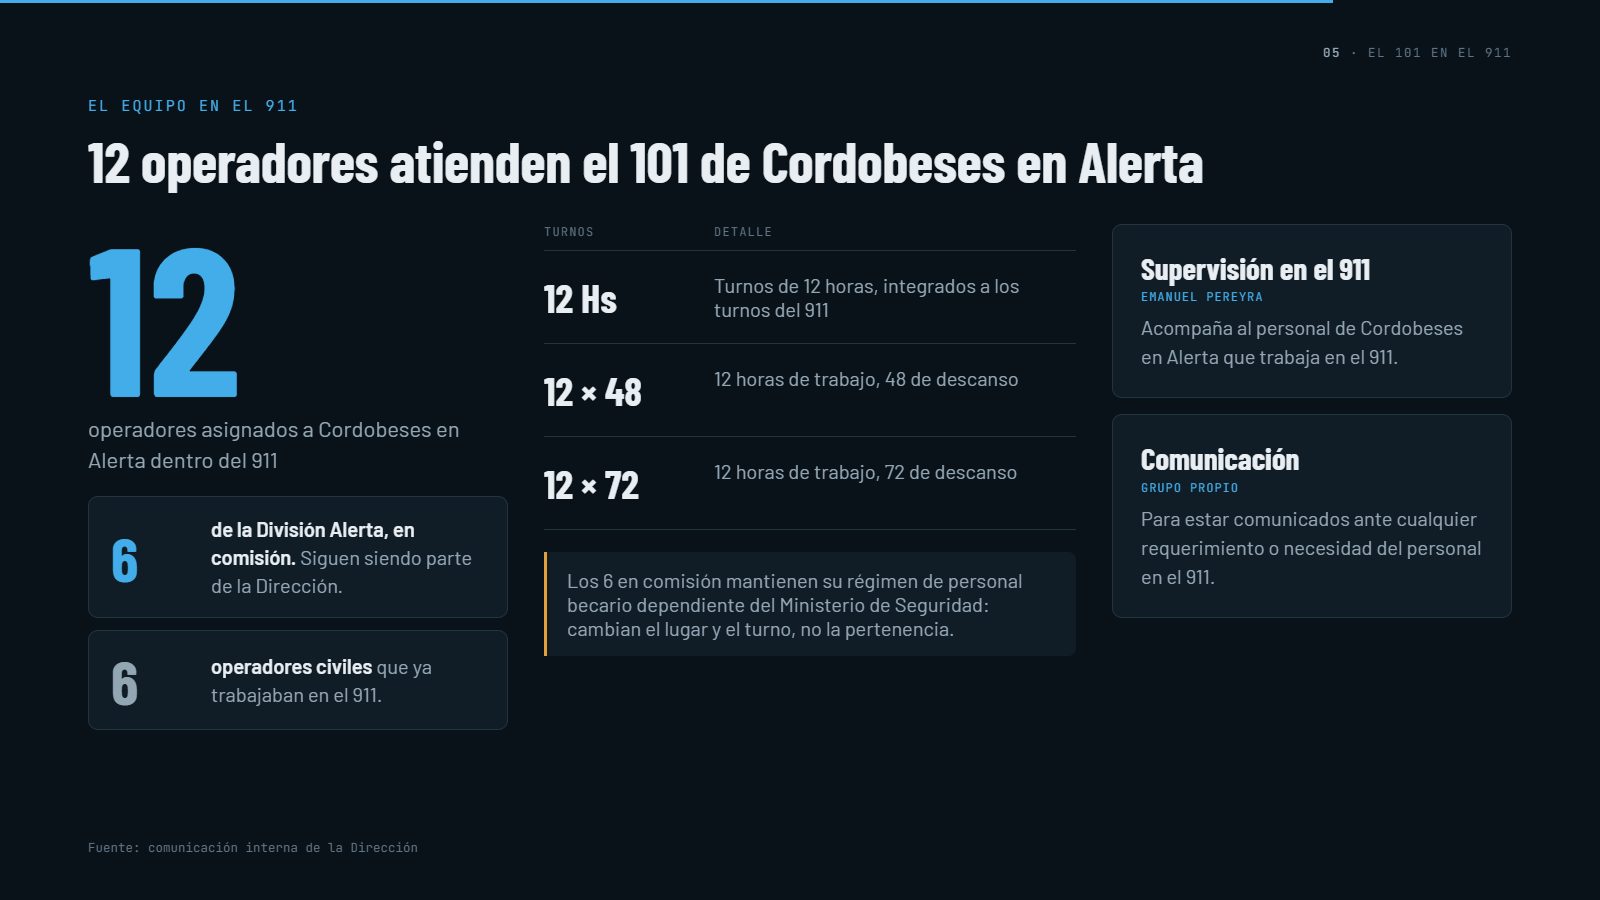 05 · EL 101 EN EL 911
EL EQUIPO EN EL 911
12 operadores atienden el 101 de Cordobeses en Alerta
12
operadores asignados a Cordobeses en
Alerta dentro del 911
6
de la División Alerta, en
comisión. Siguen siendo parte
de la Dirección.
6
operadores civiles que ya
trabajaban en el 911.
TURNOS
DETALLE
12 Hs
Turnos de 12 horas, integrados a los
turnos del 911
12 × 48
12 horas de trabajo, 48 de descanso
12 × 72
12 horas de trabajo, 72 de descanso
Los 6 en comisión mantienen su régimen de personal
becario dependiente del Ministerio de Seguridad:
cambian el lugar y el turno, no la pertenencia.
Supervisión en el 911
EMANUEL PEREYRA
Acompaña al personal de Cordobeses
en Alerta que trabaja en el 911.
Comunicación
GRUPO PROPIO
Para estar comunicados ante cualquier
requerimiento o necesidad del personal
en el 911.
Fuente: comunicación interna de la Dirección